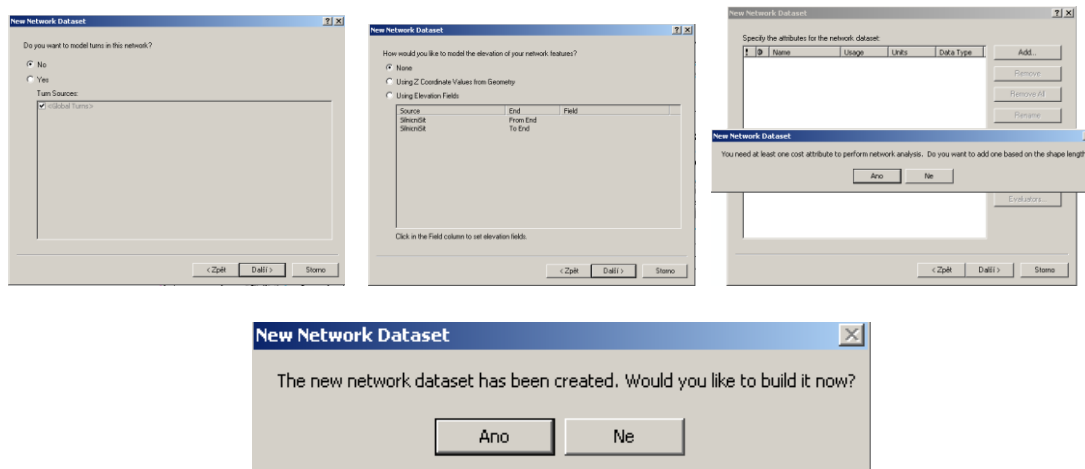 New Network Dataset
Do you want to model turns in this network?
No
Yes
Turn Sources:
<Global Turns>
< Zpět
Další >
Storno
New Network Dataset
How would you like to model the elevation of your network features?
None
Using Z Coordinate Values from Geometry
Using Elevation Fields
Source End Field
SilnicniSit From End
SilnicniSit To End
Click in the Field column to set elevation fields.
< Zpět
Další >
Storno
New Network Dataset
Specify the attributes for the network dataset:
! Name Usage Units Data Type
Add...
Remove
Remove All
Rename
New Network Dataset
You need at least one cost attribute to perform network analysis. Do you want to add one based on the shape length
Ano
Ne
Evaluators...
< Zpět
Další >
Storno
New Network Dataset
The new network dataset has been created. Would you like to build it now?
Ano
Ne